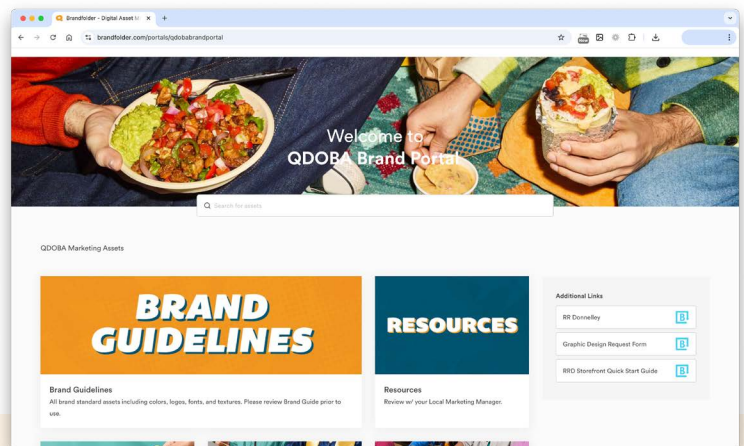 Brandfolder - Digital Asset M
brandfolder.com/portals/qdobabrandportal
Welcome to
QDOBA Brand Portal
Search for assets
QDOBA Marketing Assets
BRAND
GUIDELINES
Brand Guidelines
All brand standard assets including colors, logos, fonts, and textures. Please review Brand Guide prior to
use.
RESOURCES
Resources
Review w/ your Local Marketing Manager.
Additional Links
RR Donnelley
B
Graphic Design Request Form
B
RRD Storefront Quick Start Guide
B